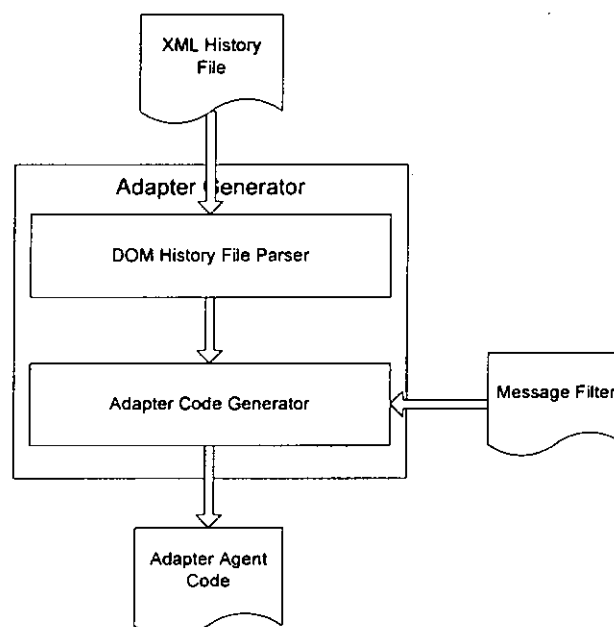 XML History
File
Adapter Generator
DOM History File Parser
Adapter Code Generator
Message Filter
Adapter Agent
Code